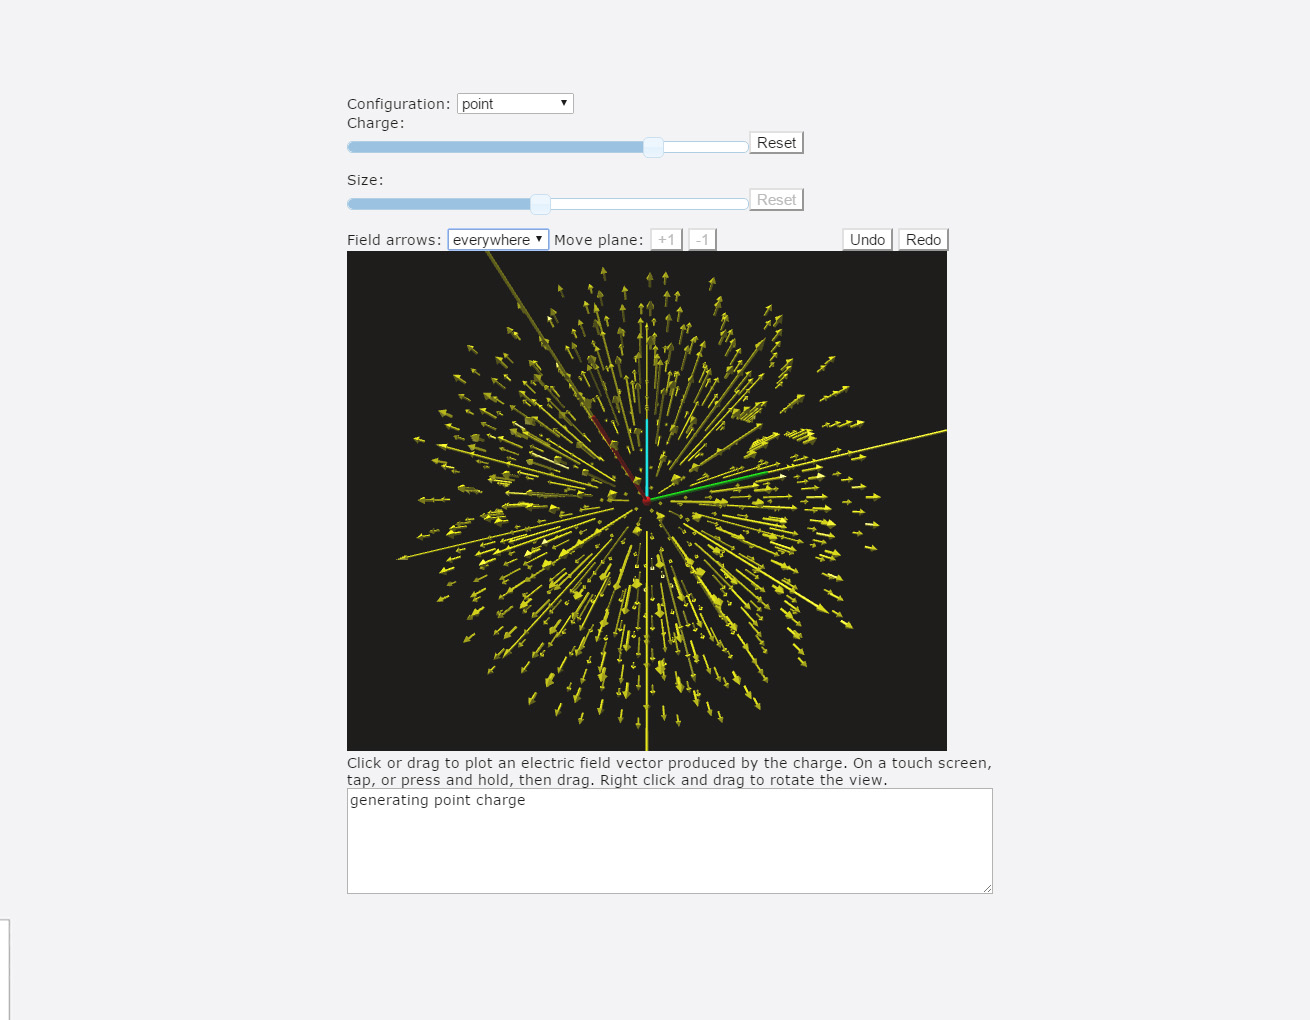 Configuration: point
Charge:
Reset
Size:
Reset
Field arrows: everywhere Move plane: +1 -1 Undo Redo
Click or drag to plot an electric field vector produced by the charge. On a touch screen,
tap, or press and hold, then drag. Right click and drag to rotate the view.
generating point charge